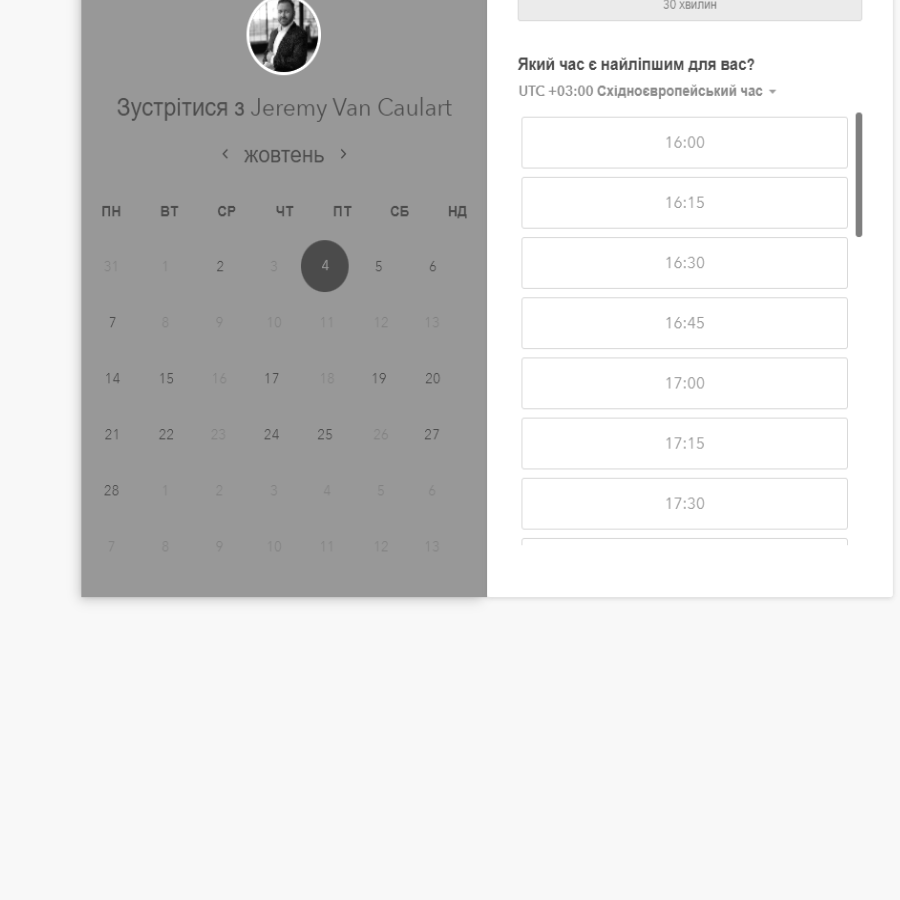 Зустрітися з Jeremy Van Caulart
жовтень
ПН ВТ СР ЧТ ПТ СБ НД
31 1 2 3 4 5 6
7 8 9 10 11 12 13
14 15 16 17 18 19 20
21 22 23 24 25 26 27
28 1 2 3 4 5 6
7 8 9 10 11 12 13
30 хвилин
Який час є найліпшим для вас?
UTC +03:00 Східноєвропейський час
16:00
16:15
16:30
16:45
17:00
17:15
17:30